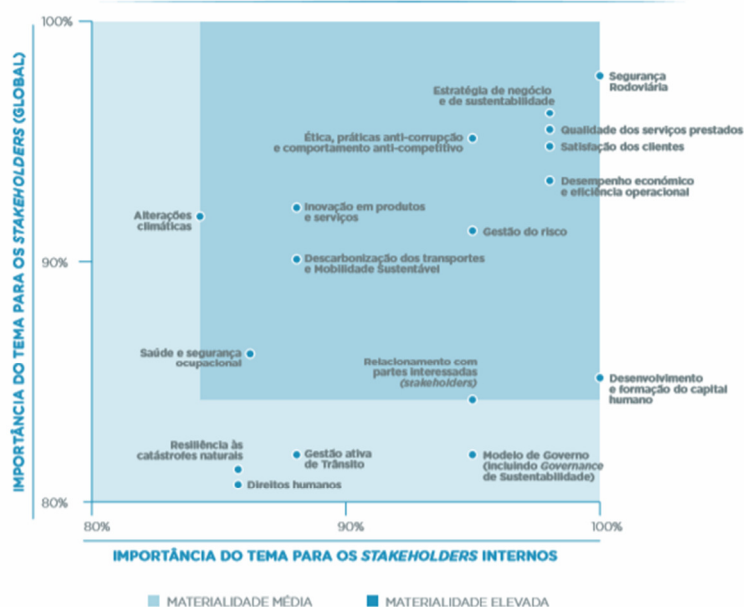 100%
90%
80%
IMPORTÂNCIA DO TEMA PARA OS STAKEHOLDERS (GLOBAL)
Segurança
Rodoviária
Estratégia de negócio
e de sustentabilidade
Qualidade dos serviços prestados
Ética, práticas anti-corrupção
e comportamento anti-competitivo
Satisfação dos clientes
Desempenho económico
e eficiência operacional
Alterações
climáticas
Inovação em produtos
e serviços
Gestão do risco
Descarbonização dos transportes
e Mobilidade Sustentável
Saúde e segurança
ocupacional
Relacionamento com
partes interessadas
(stakeholders)
Desenvolvimento
e formação do capital
humano
Resiliência às
catástrofes naturais
Gestão ativa
de Trânsito
Modelo de Governo
(incluindo Governance
de Sustentabilidade)
Direitos humanos
80%
90%
100%
IMPORTÂNCIA DO TEMA PARA OS STAKEHOLDERS INTERNOS
MATERIALIDADE MÉDIA
MATERIALIDADE ELEVADA